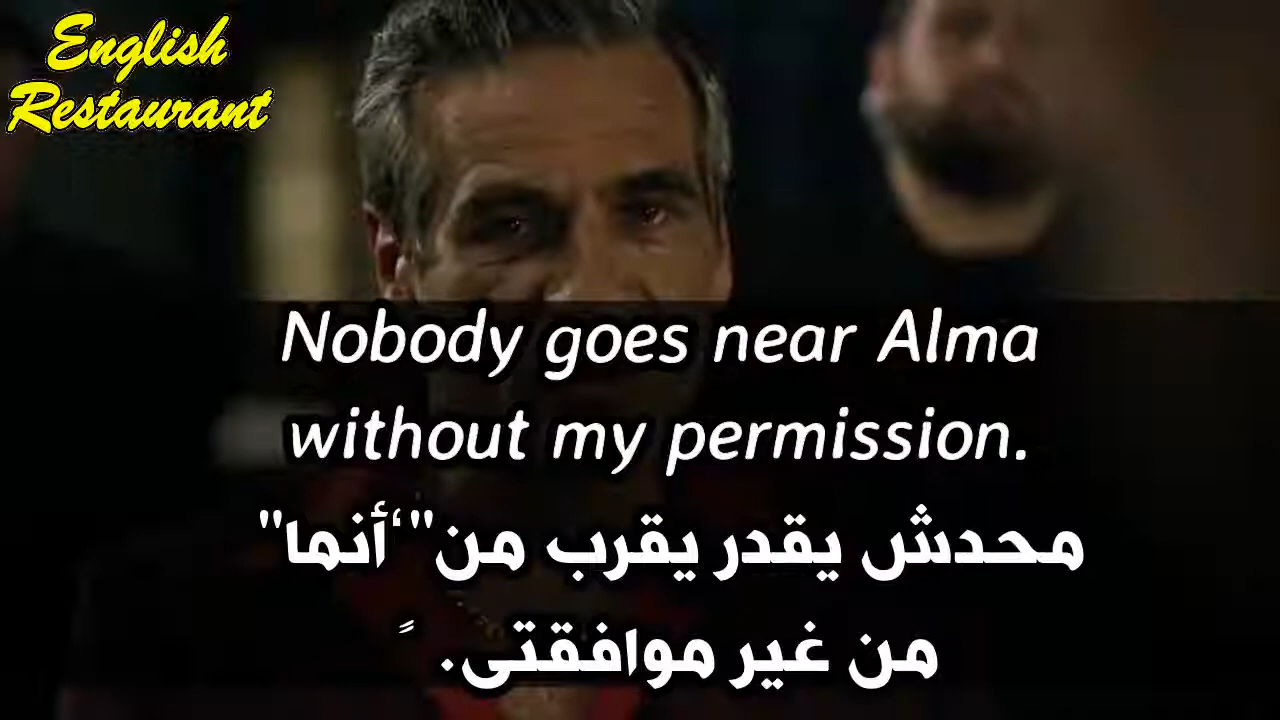 English
Restaurant
Nobody goes near Alma
without my permission.
محدش يقدر يقرب من"‘أنما"
من غير موافقتى. ً